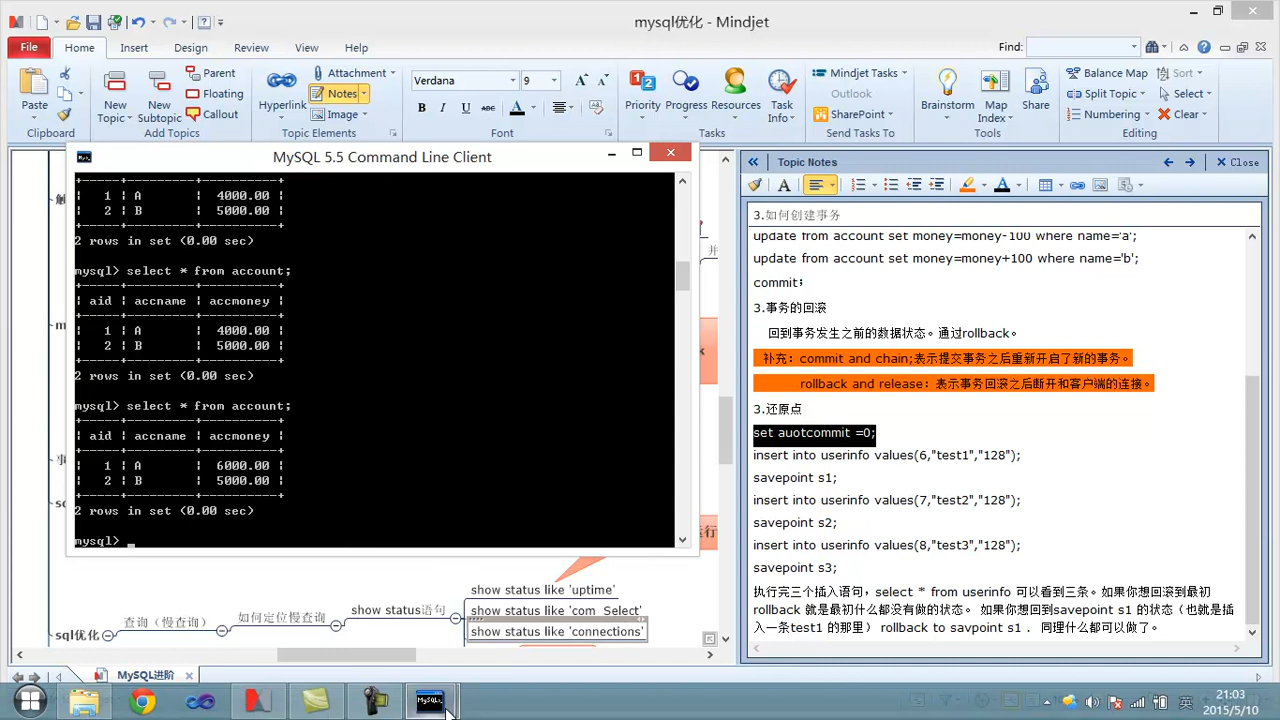 mysql优化 - Mindjet
File Home Insert Design Review View Help Find:
Paste
Clipboard
New Topic
New Subtopic
Parent
Floating
Callout
Add Topics
Hyperlink
Attachment
Notes
Image
Topic Elements
Verdana 9
B I U abc A
Font
Priority
Progress
Resources
Task Info
Tasks
Mindjet Tasks
Outlook
SharePoint
Send Tasks To
Brainstorm
Map Index
Share
Tools
Balance Map
Split Topic
Numbering
Sort
Select
Clear
Editing
MySQL 5.5 Command Line Client
+-----+---------+----------+
| 1 | A | 4000.00 |
| 2 | B | 5000.00 |
+-----+---------+----------+
2 rows in set (0.00 sec)
mysql> select * from account;
+-----+---------+----------+
| aid | accname | accmoney |
+-----+---------+----------+
| 1 | A | 4000.00 |
| 2 | B | 5000.00 |
+-----+---------+----------+
2 rows in set (0.00 sec)
mysql> select * from account;
+-----+---------+----------+
| aid | accname | accmoney |
+-----+---------+----------+
| 1 | A | 6000.00 |
| 2 | B | 5000.00 |
+-----+---------+----------+
2 rows in set (0.00 sec)
mysql> _
Topic Notes
Close
3.如何创建事务
update from account set money=money-100 where name='a';
update from account set money=money+100 where name='b';
commit；
3.事务的回滚
回到事务发生之前的数据状态。通过rollback。
补充：commit and chain;表示提交事务之后重新开启了新的事务。
rollback and release：表示事务回滚之后断开和客户端的连接。
3.还原点
set auotcommit =0;
insert into userinfo values(6,"test1","128");
savepoint s1;
insert into userinfo values(7,"test2","128");
savepoint s2;
insert into userinfo values(8,"test3","128");
savepoint s3;
执行完三个插入语句，select * from userinfo 可以看到三条。如果你想回滚到最初
rollback 就是最初什么都没有做的状态。 如果你想回到savepoint s1 的状态（也就是插
入一条test1 的那里） rollback to savpoint s1 ．同理什么都可以做了。
sql优化
查询（慢查询）
如何定位慢查询
show status语句
show status like 'uptime'
show status like 'com_Select'
show status like 'connections'
MySQL进阶
MySQL
英
21:03
2015/5/10